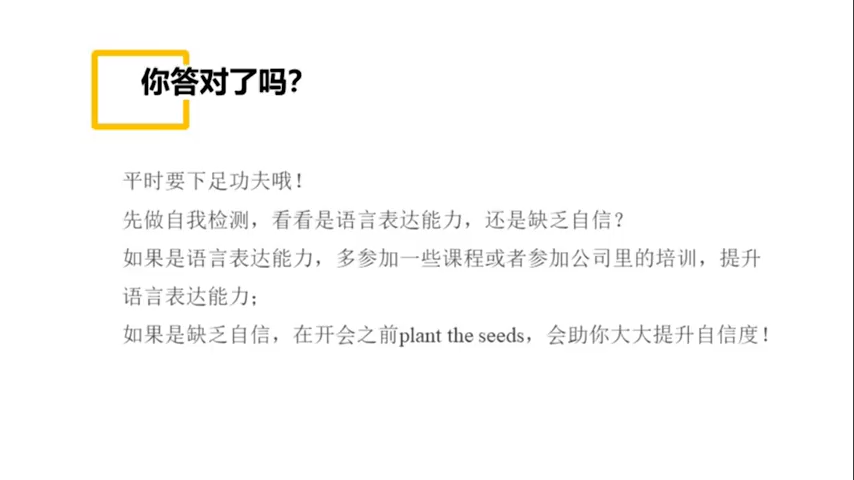 你答对了吗？
平时要下足功夫哦！
先做自我检测，看看是语言表达能力，还是缺乏自信？
如果是语言表达能力，多参加一些课程或者参加公司里的培训，提升
语言表达能力；
如果是缺乏自信，在开会之前plant the seeds，会助你大大提升自信度！